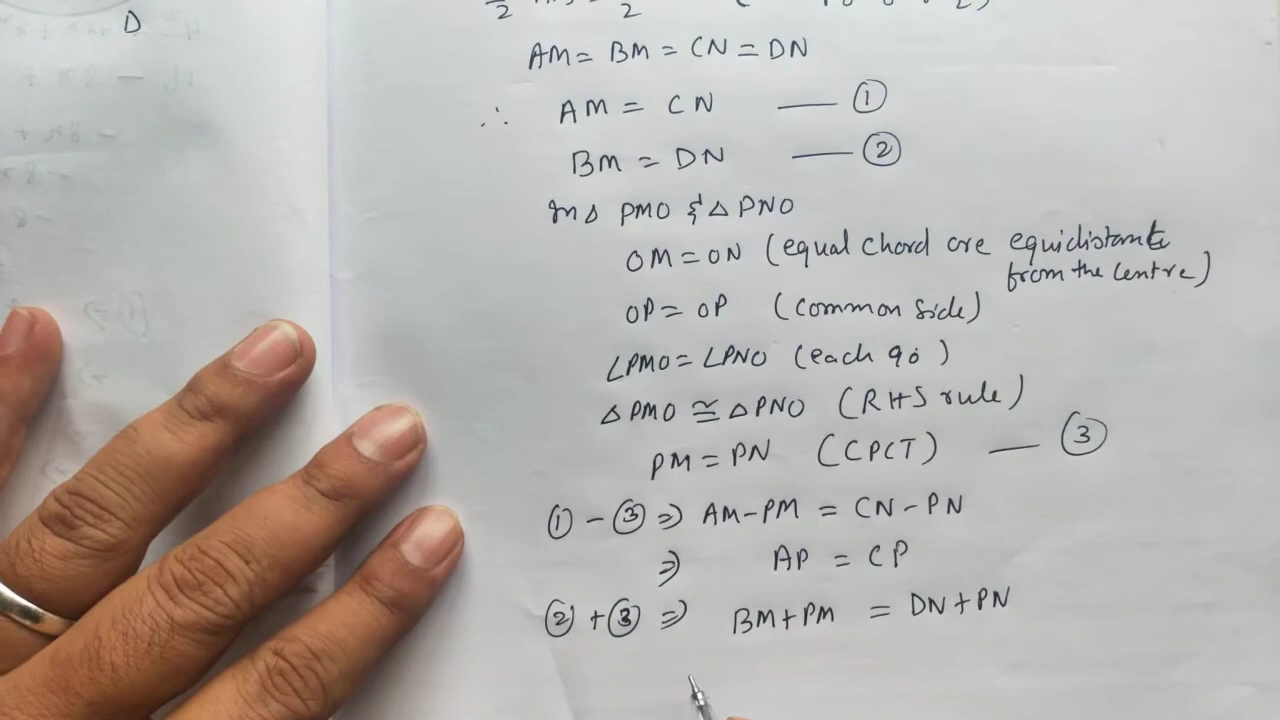 D
AM = BM = CN = DN
∴ AM = CN —— ①
BM = DN —— ②
In Δ PMO & Δ PNO
OM = ON (equal chord are equidistants
from the centre)
OP = OP (common side)
∠PMO = ∠PNO (each 90)
Δ PMO ≅ Δ PNO (RHS rule)
PM = PN (CPCT) — ③
① - ③ ⇒ AM - PM = CN - PN
⇒ AP = CP
② + ③ ⇒ BM + PM = DN + PN